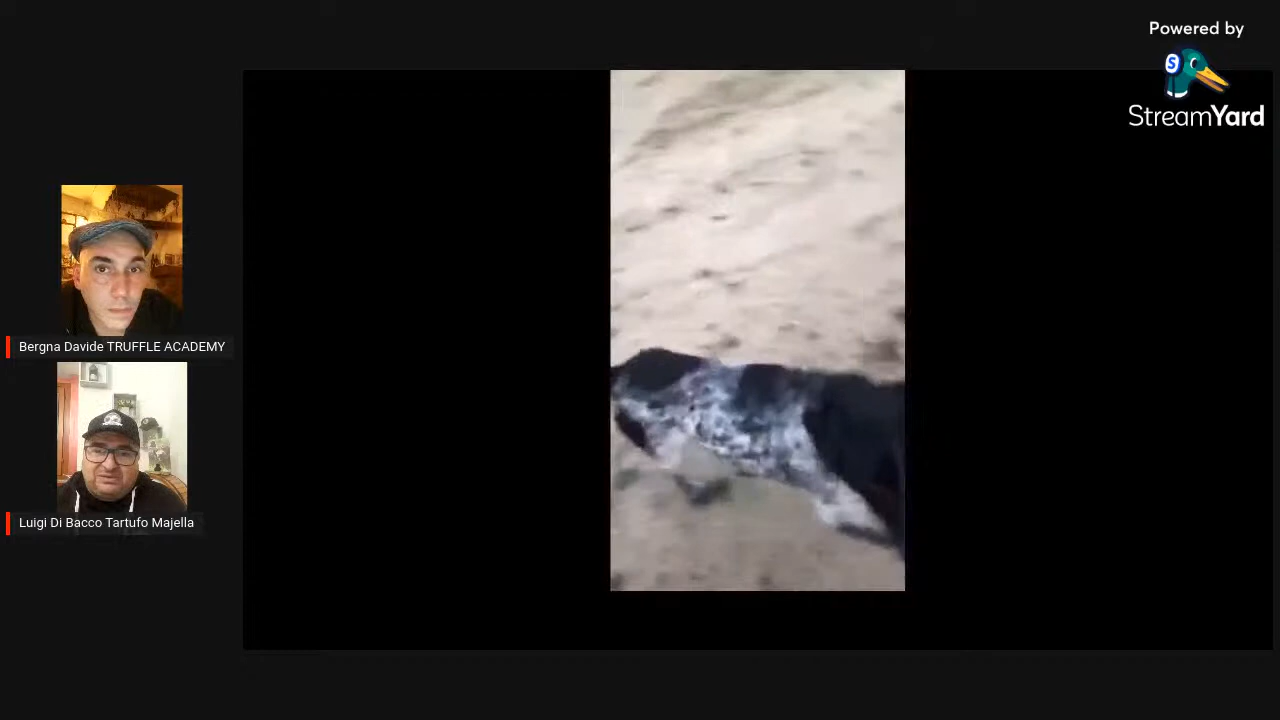 Powered by
StreamYard
Bergna Davide TRUFFLE ACADEMY
Luigi Di Bacco Tartufo Majella